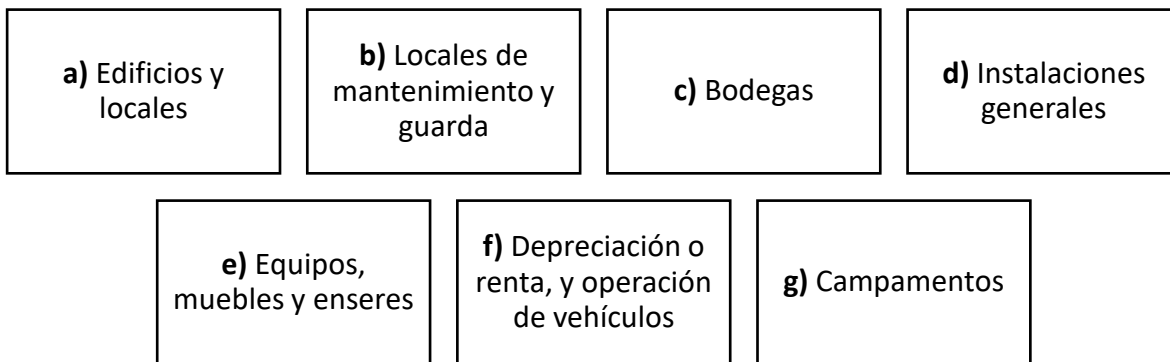 a) Edificios y
locales
b) Locales de
mantenimiento y
guarda
c) Bodegas
d) Instalaciones
generales
e) Equipos,
muebles y enseres
f) Depreciación o
renta, y operación
de vehículos
g) Campamentos